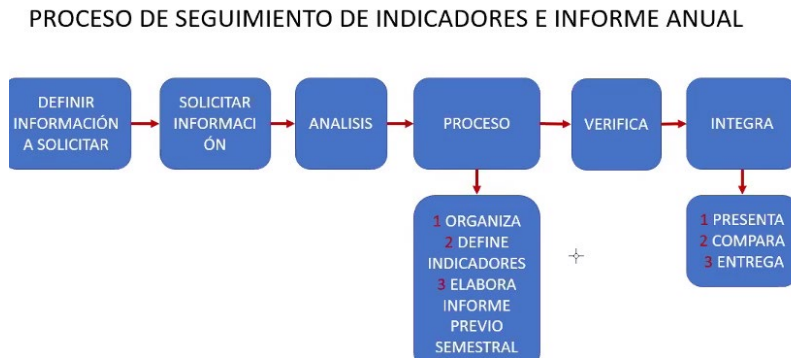 PROCESO DE SEGUIMIENTO DE INDICADORES E INFORME ANUAL
DEFINIR
INFORMACIÓN
A SOLICITAR
SOLICITAR
INFORMACI
ÓN
ANALISIS
PROCESO
VERIFICA
INTEGRA
1 ORGANIZA
2 DEFINE
INDICADORES
3 ELABORA
INFORME
PREVIO
SEMESTRAL
1 PRESENTA
2 COMPARA
3 ENTREGA